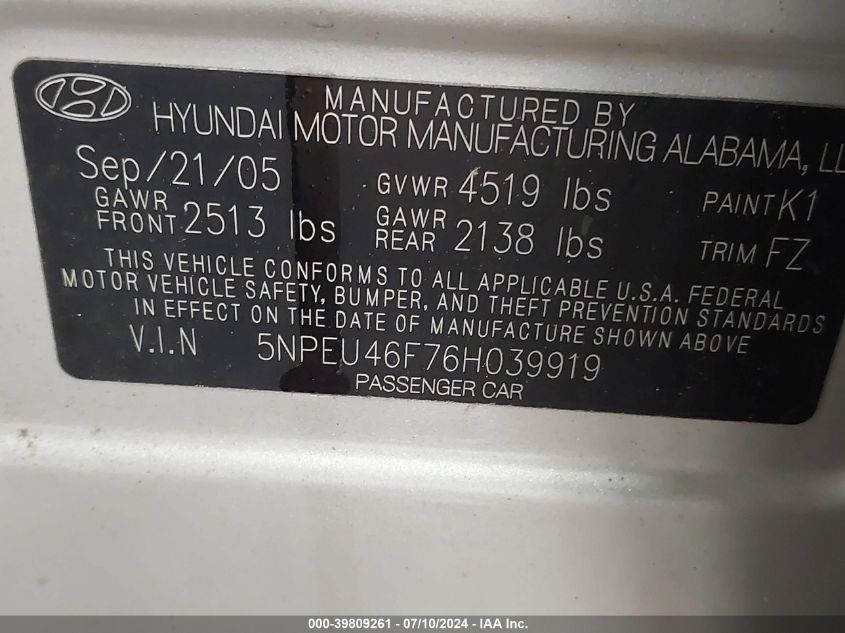 MANUFACTURED BY
HYUNDAI MOTOR MANUFACTURING ALABAMA, LL
Sep/21/05 GVWR 4519 lbs PAINT K1
GAWR FRONT 2513 lbs GAWR REAR 2138 lbs TRIM FZ
THIS VEHICLE CONFORMS TO ALL APPLICABLE U.S.A. FEDERAL
MOTOR VEHICLE SAFETY, BUMPER, AND THEFT PREVENTION STANDARDS
IN EFFECT ON THE DATE OF MANUFACTURE SHOWN ABOVE
V.I.N 5NPEU46F76H039919
PASSENGER CAR
000-39809261 - 07/10/2024 - IAA Inc.